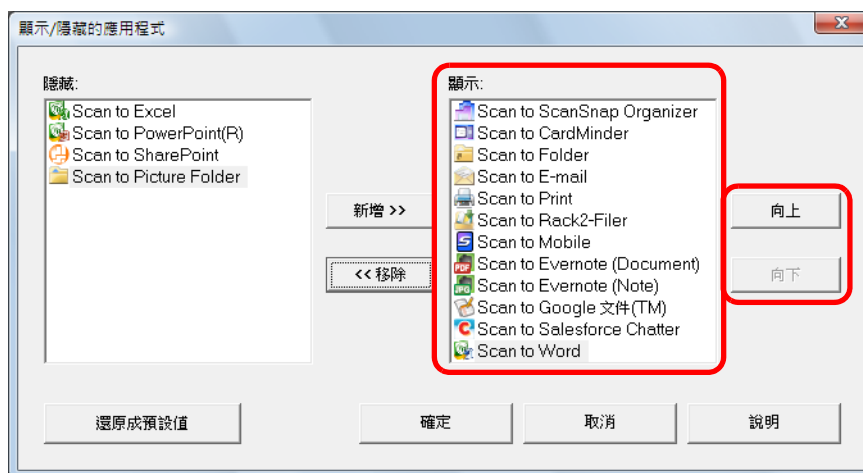 顯示/隱藏的應用程式
隱藏:
Scan to Excel
Scan to PowerPoint(R)
Scan to SharePoint
Scan to Picture Folder
新增 >>
<< 移除
顯示:
Scan to ScanSnap Organizer
Scan to CardMinder
Scan to Folder
Scan to E-mail
Scan to Print
Scan to Rack2-Filer
Scan to Mobile
Scan to Evernote (Document)
Scan to Evernote (Note)
Scan to Google 文件(TM)
Scan to Salesforce Chatter
Scan to Word
向上
向下
還原成預設值
確定
取消
說明